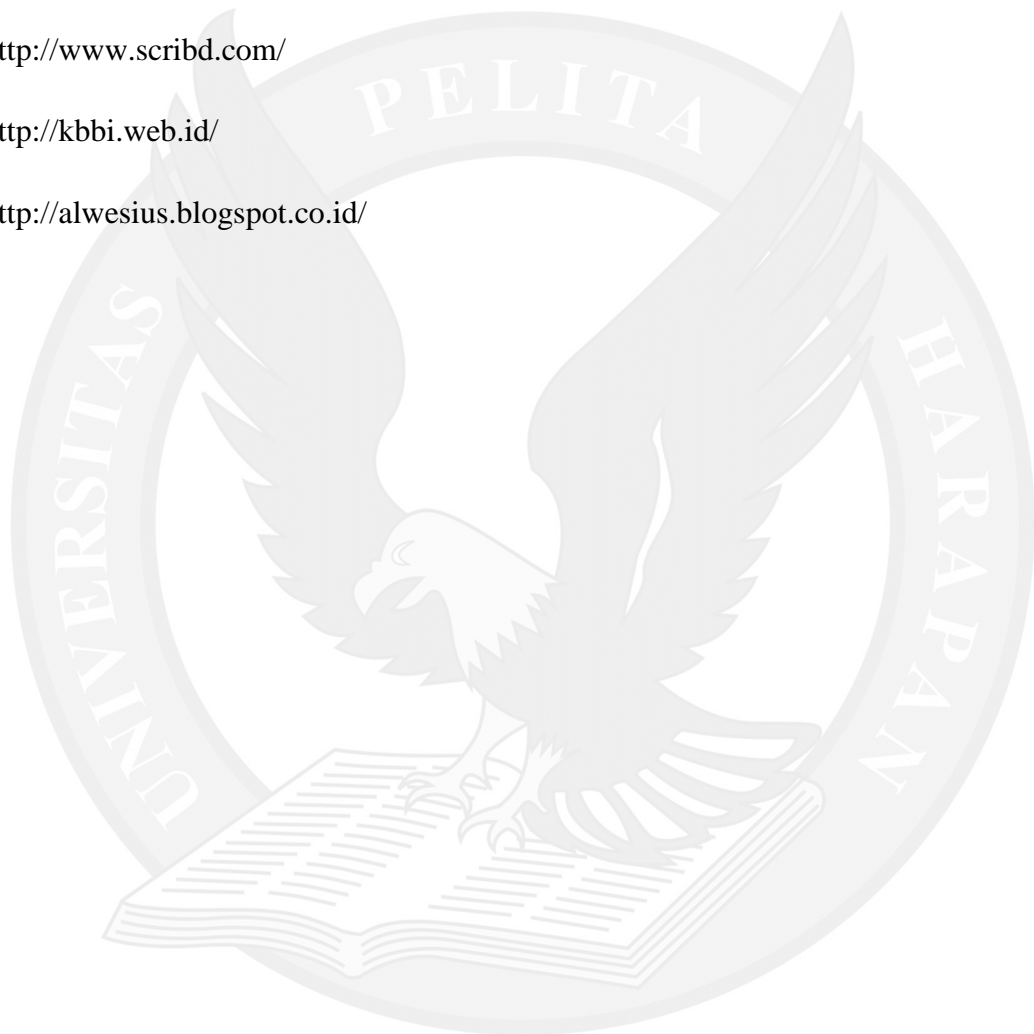 ttp://www.scribd.com/
ttp://kbbi.web.id/
ttp://alwesius.blogspot.co.id/
UNIVERSITAS PELITA HARAPAN